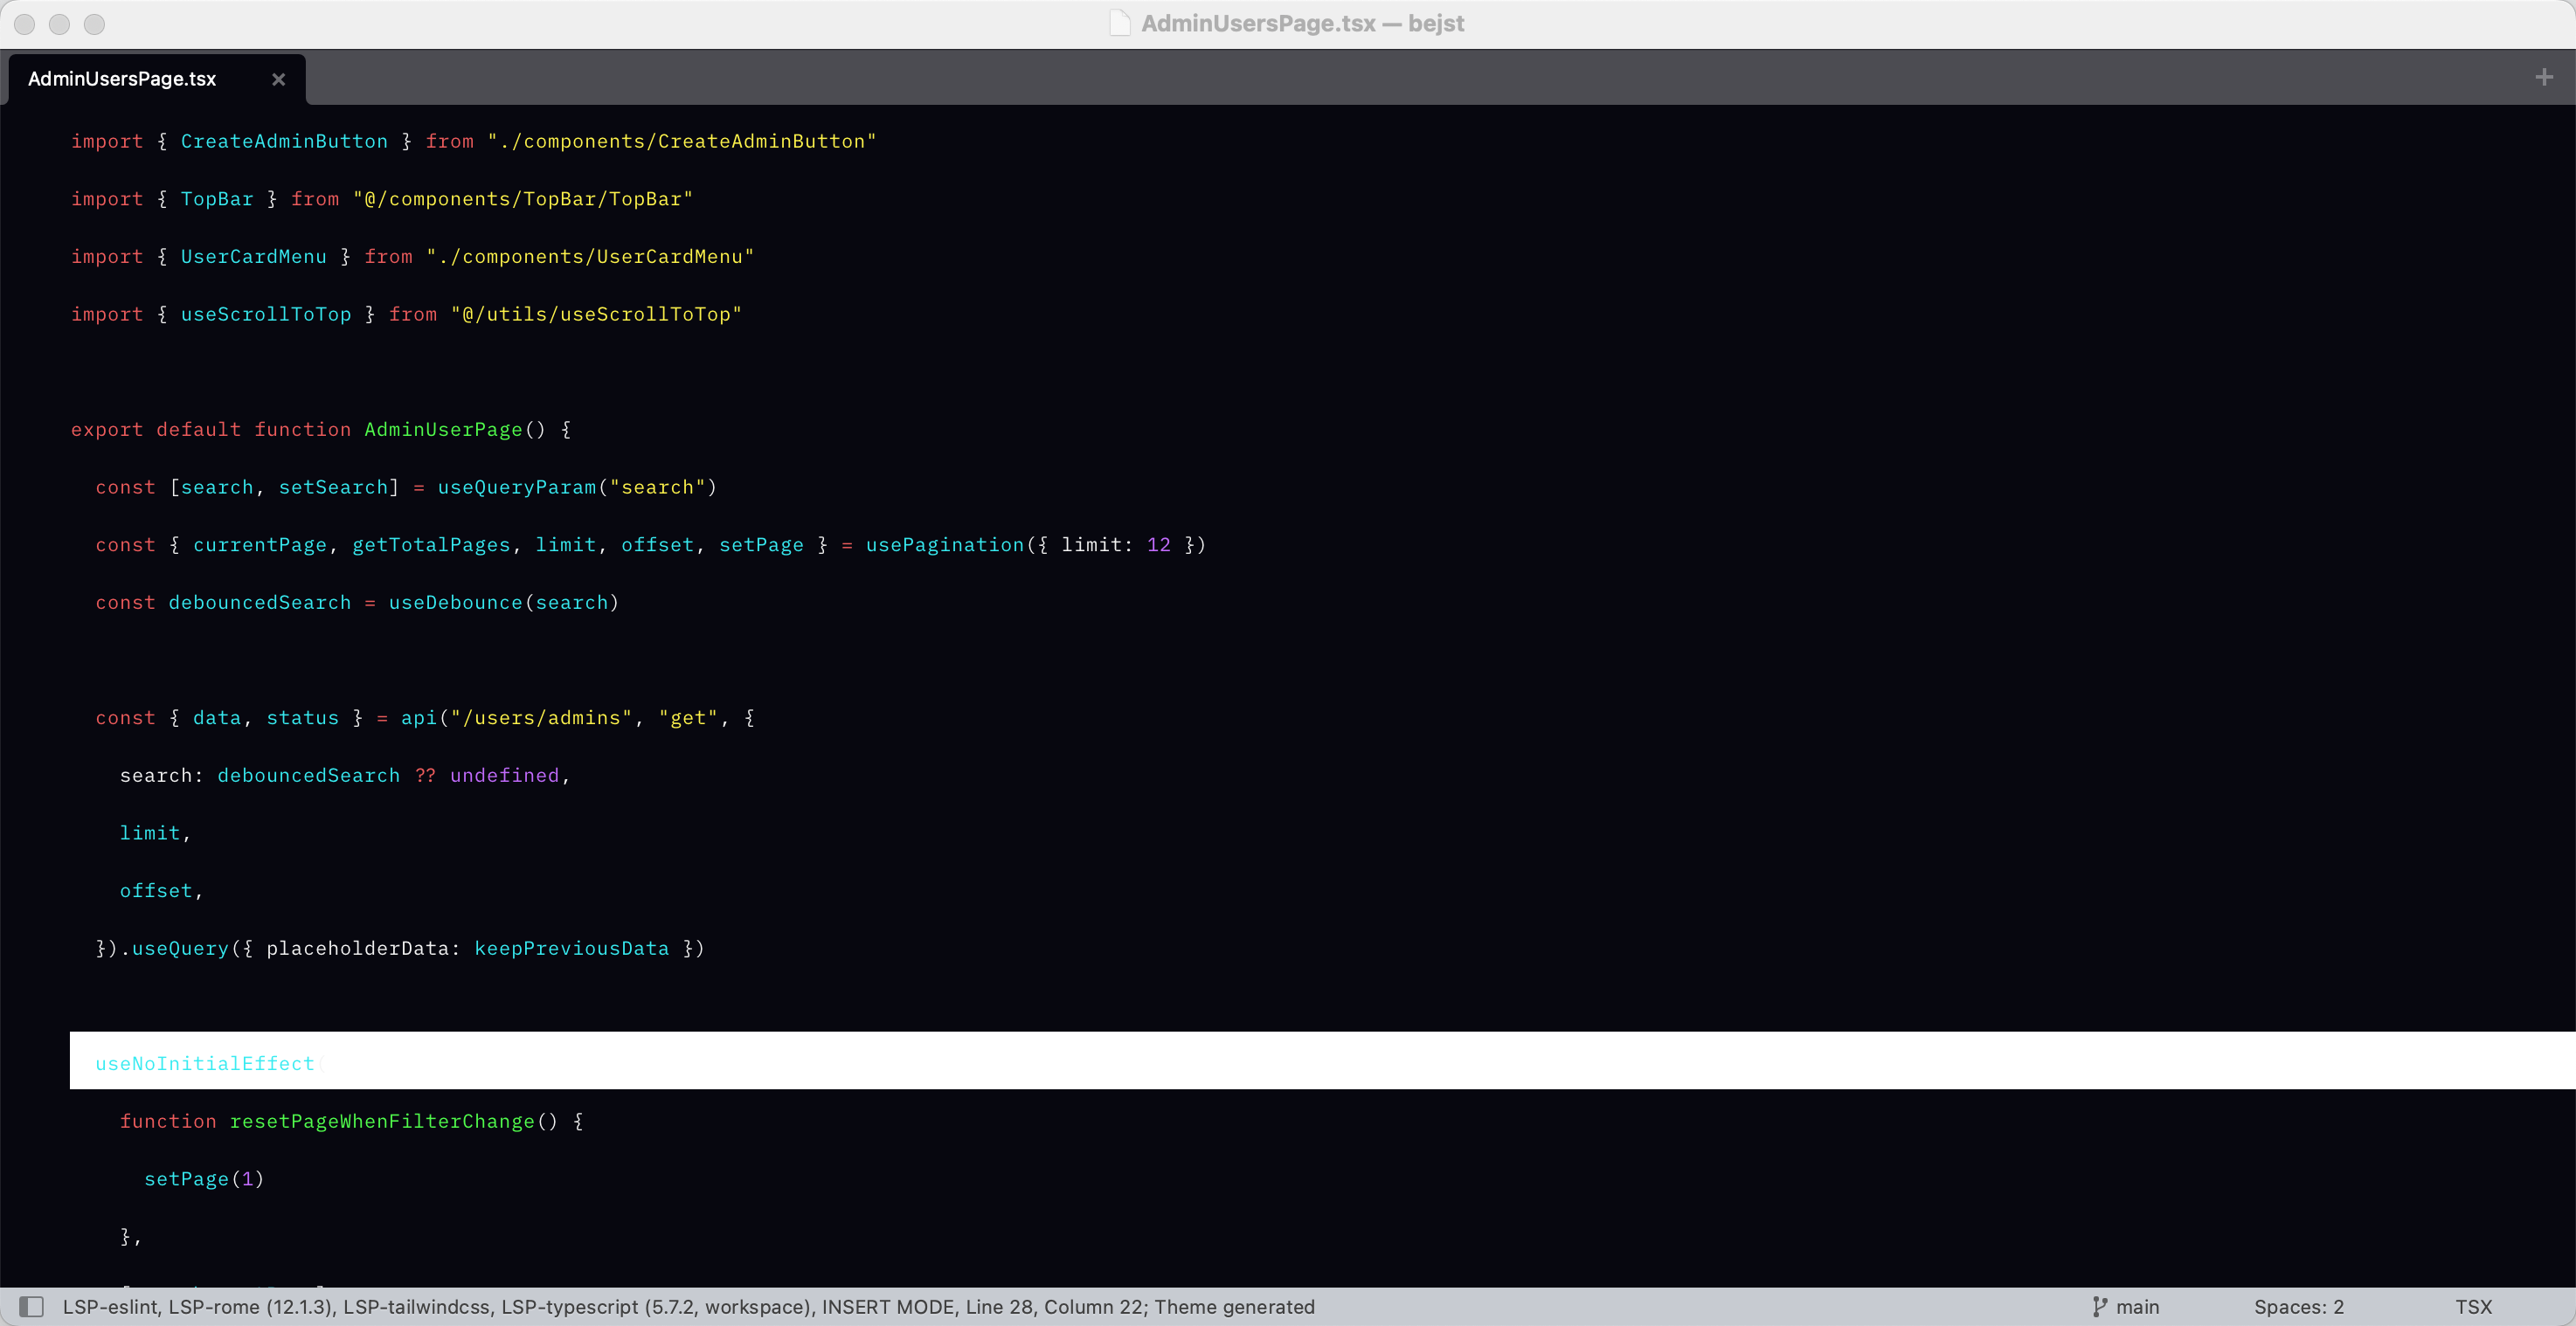 AdminUsersPage.tsx — bejst
AdminUsersPage.tsx
import { CreateAdminButton } from "./components/CreateAdminButton"
import { TopBar } from "@/components/TopBar/TopBar"
import { UserCardMenu } from "./components/UserCardMenu"
import { useScrollToTop } from "@/utils/useScrollToTop"
export default function AdminUserPage() {
  const [search, setSearch] = useQueryParam("search")
  const { currentPage, getTotalPages, limit, offset, setPage } = usePagination({ limit: 12 })
  const debouncedSearch = useDebounce(search)
  const { data, status } = api("/users/admins", "get", {
    search: debouncedSearch ?? undefined,
    limit,
    offset,
  }).useQuery({ placeholderData: keepPreviousData })
  useNoInitialEffect(
    function resetPageWhenFilterChange() {
      setPage(1)
    },
LSP-eslint, LSP-rome (12.1.3), LSP-tailwindcss, LSP-typescript (5.7.2, workspace), INSERT MODE, Line 28, Column 22; Theme generated
main
Spaces: 2
TSX